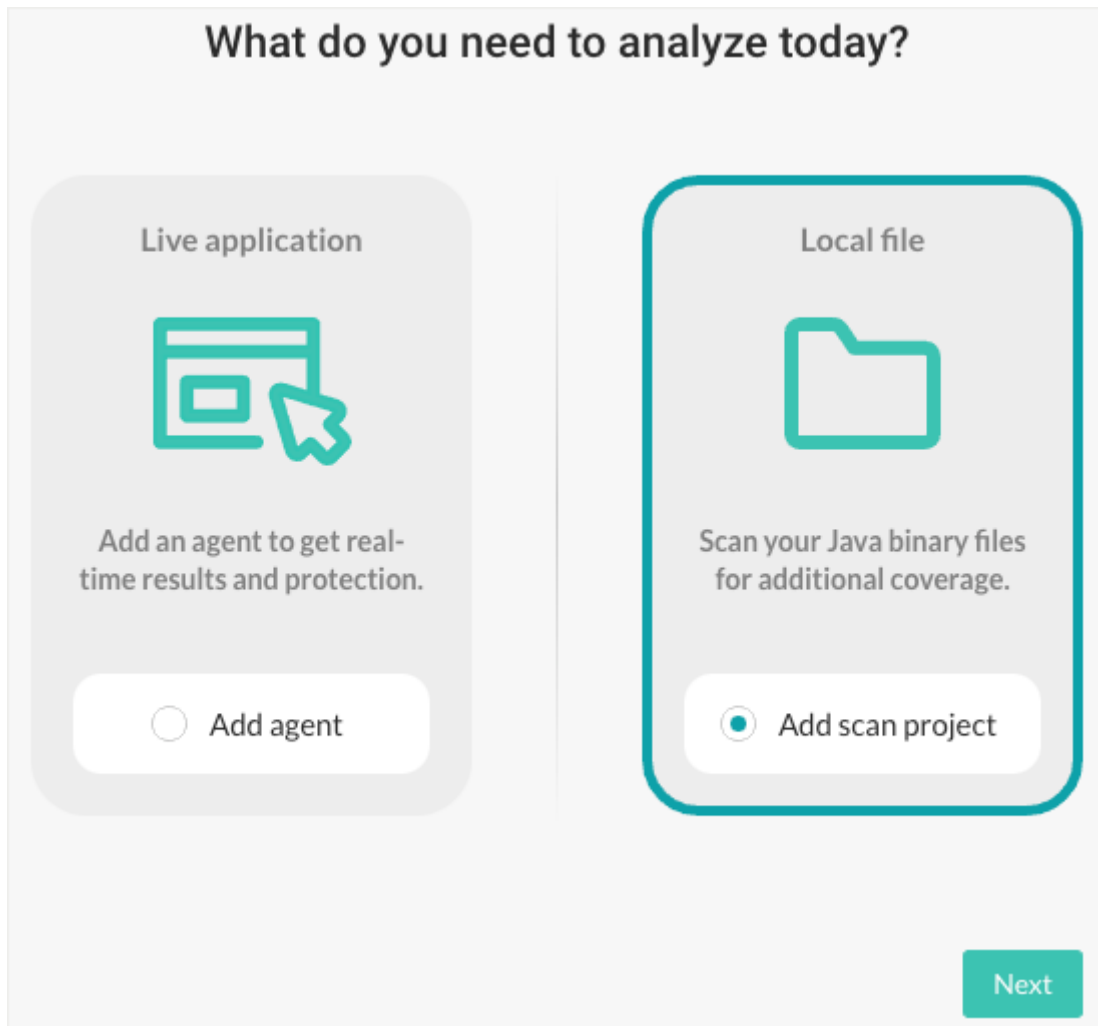 What do you need to analyze today?
Live application
Add an agent to get real-
time results and protection.
Add agent
Local file
Scan your Java binary files
for additional coverage.
Add scan project
Next